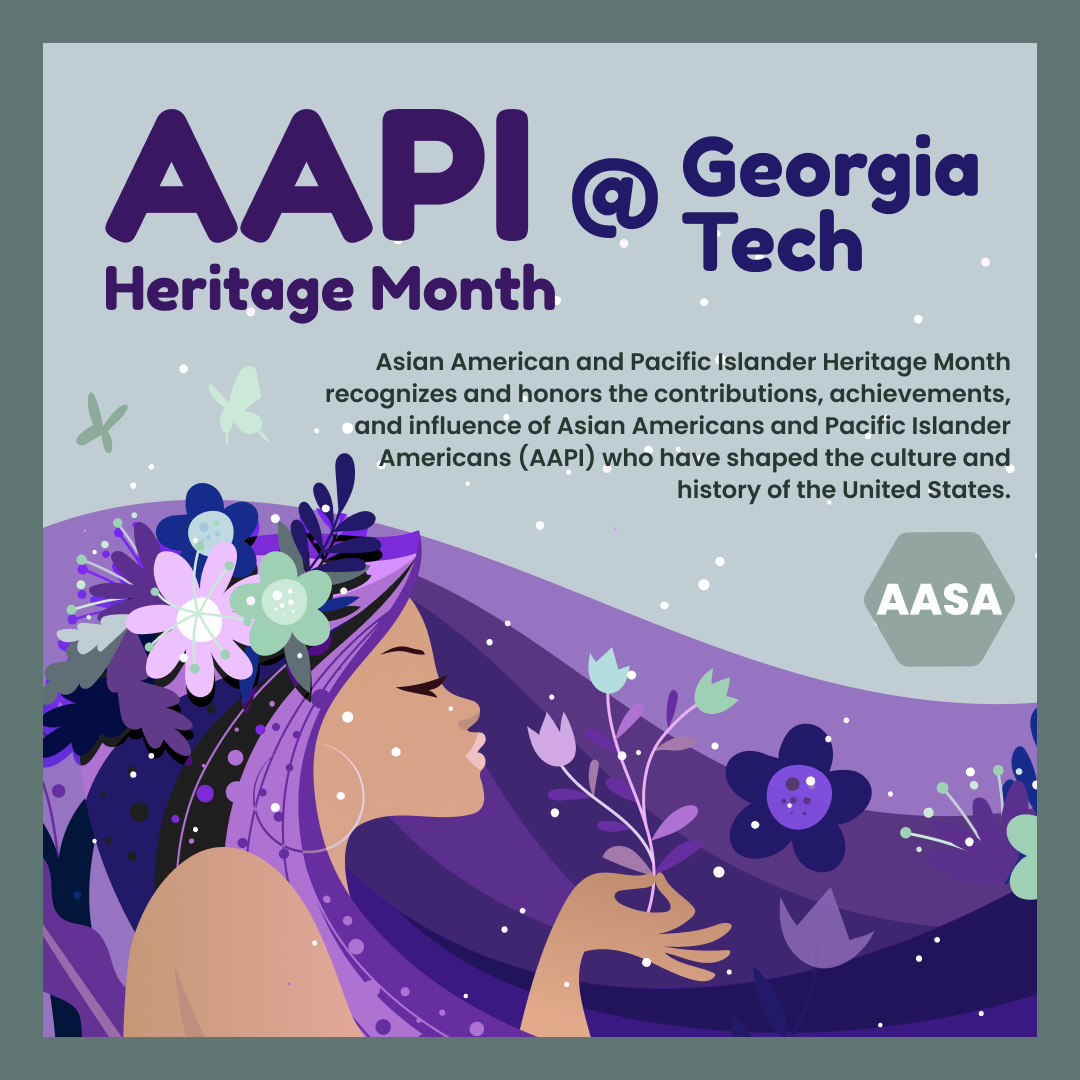 AAPI
Heritage Month
@
Georgia
Tech
Asian American and Pacific Islander Heritage Month
recognizes and honors the contributions, achievements,
and influence of Asian Americans and Pacific Islander
Americans (AAPI) who have shaped the culture and
history of the United States.
AASA